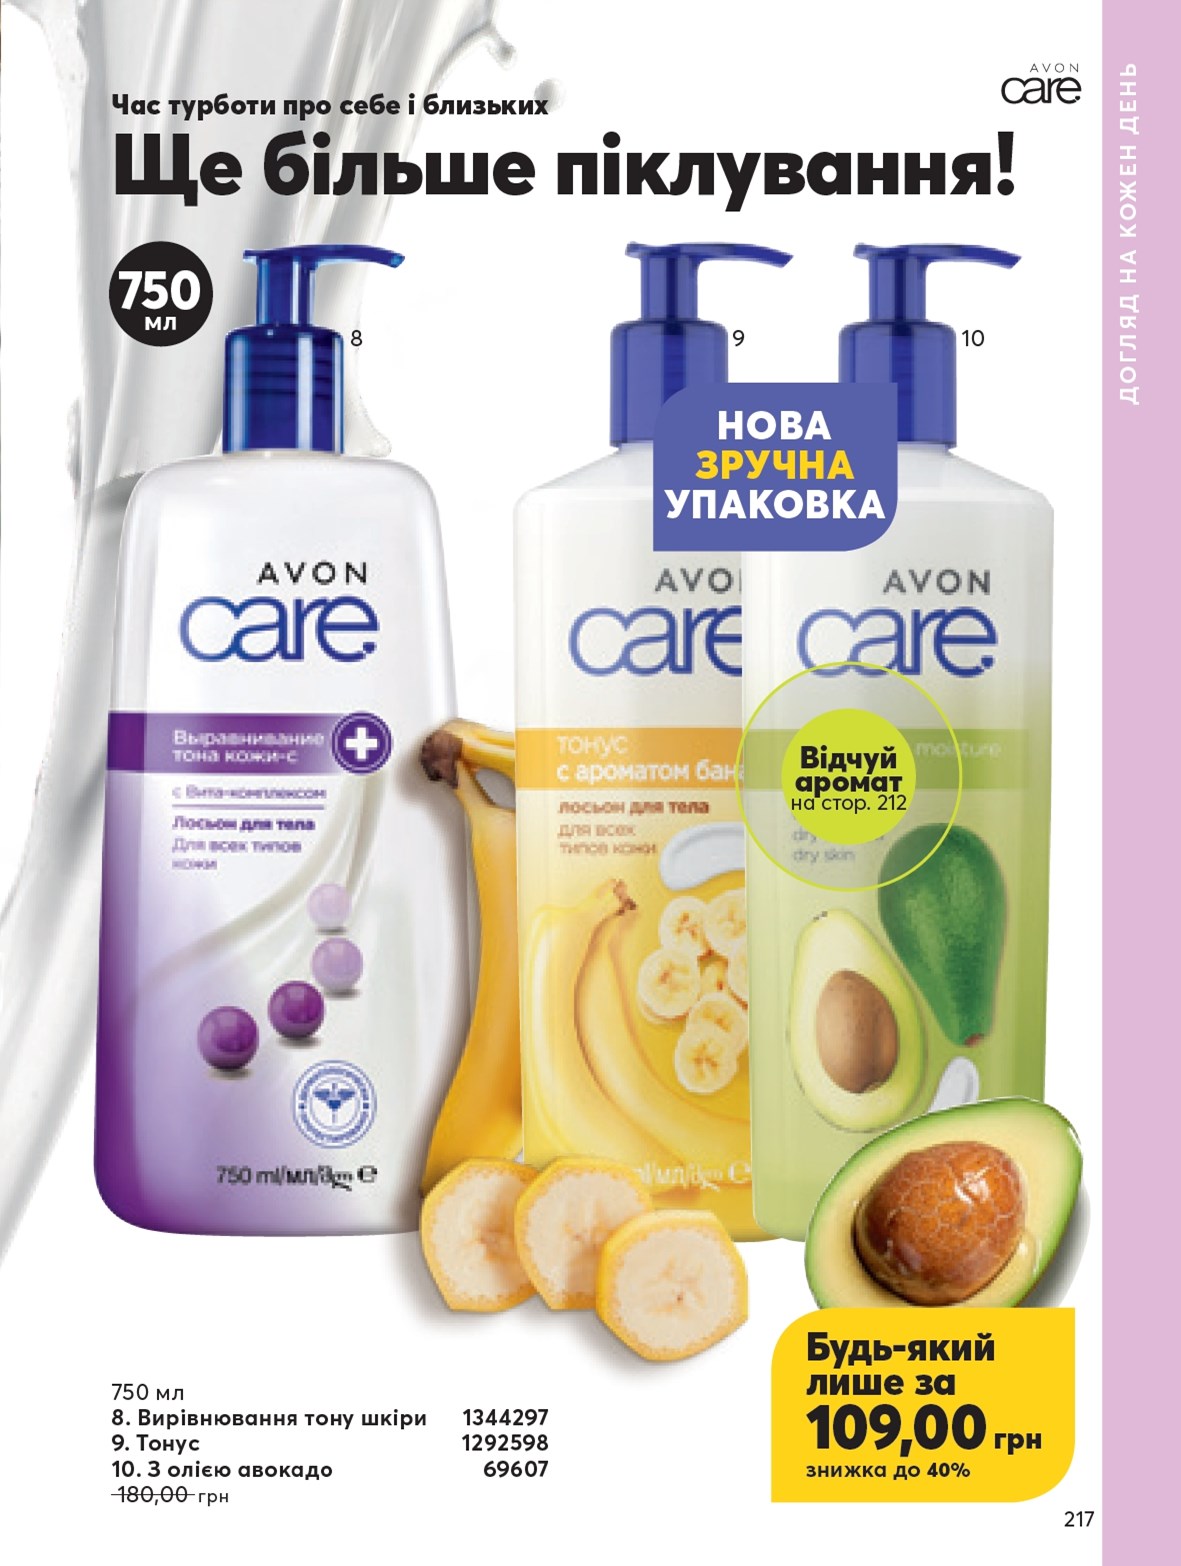 AVON
care
Час турботи про себе і близьких
Ще більше піклування!
ДОГЛЯД НА КОЖЕН ДЕНЬ
750
мл
8
9
10
НОВА
ЗРУЧНА
УПАКОВКА
AVON
care
Выравнивание
тона кожи-с
с Вита-комплексом
Лосьон для тела
Для всех типов
кожи
750 ml/мл/
AVO
care
тонус
с ароматом бана
лосьон для тела
для всех
типов кожи
AVON
care
moisture
Відчуй
аромат
на стор. 212
dry
dry skin
750 мл
8. Вирівнювання тону шкіри 1344297
9. Тонус 1292598
10. З олією авокадо 69607
180,00 грн
Будь-який
лише за
109,00 грн
знижка до 40%
217